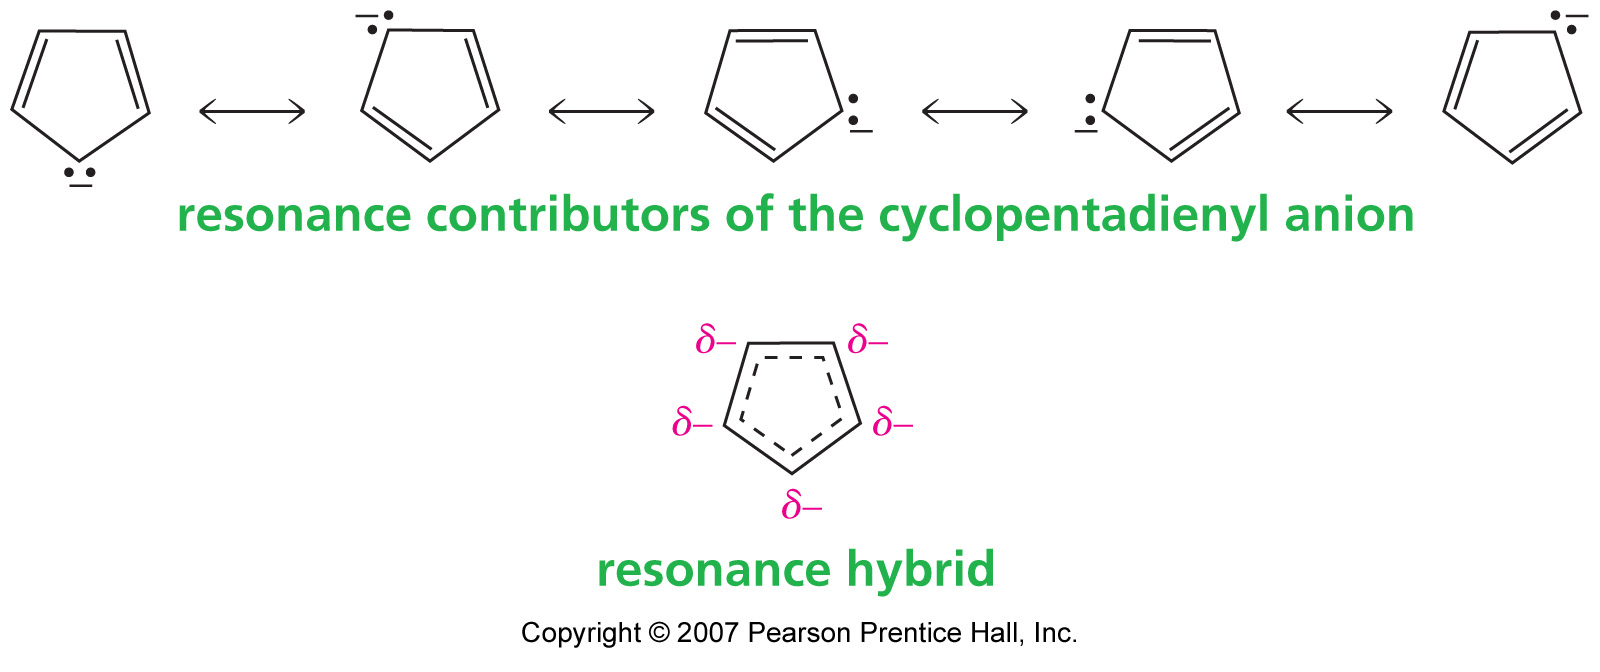 resonance contributors of the cyclopentadienyl anion
δ– δ–
δ– δ–
δ–
resonance hybrid
Copyright © 2007 Pearson Prentice Hall, Inc.